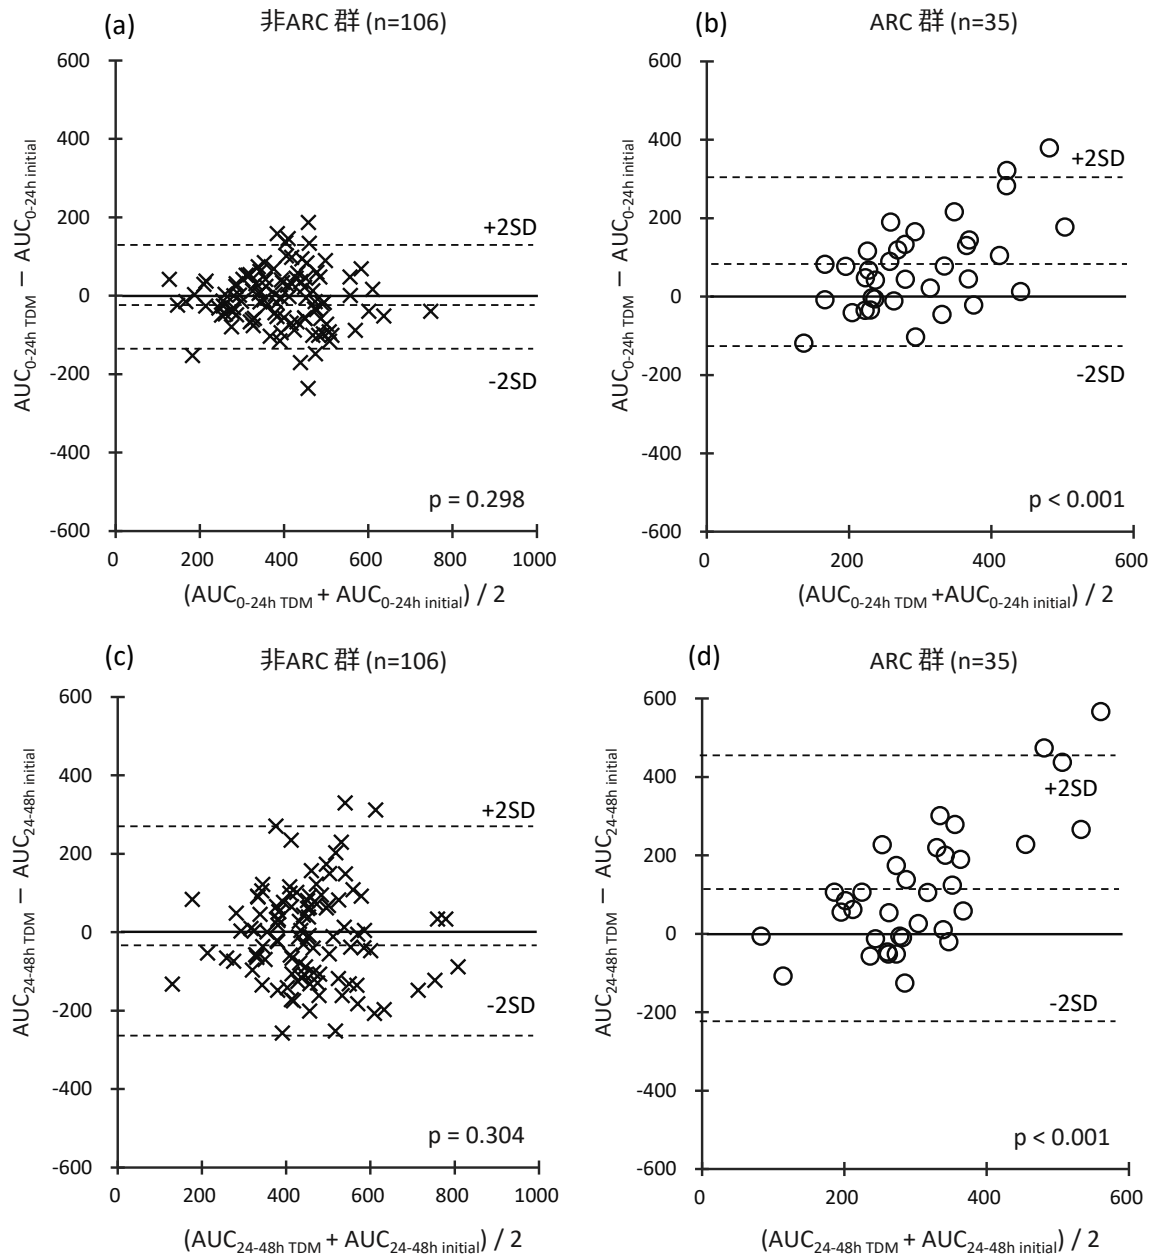 (a)
非ARC 群 (n=106)
600
400
200
0
-200
-400
-600
AUC0-24h TDM － AUC0-24h initial
+2SD
-2SD
p = 0.298
0 200 400 600 800 1000
(AUC0-24h TDM + AUC0-24h initial) / 2
(b)
ARC 群 (n=35)
600
400
200
0
-200
-400
-600
AUC0-24h TDM － AUC0-24h initial
+2SD
-2SD
p < 0.001
0 200 400 600
(AUC0-24h TDM +AUC0-24h initial) / 2
(c)
非ARC 群 (n=106)
600
400
200
0
-200
-400
-600
AUC24-48h TDM － AUC24-48h initial
+2SD
-2SD
p = 0.304
0 200 400 600 800 1000
(AUC24-48h TDM + AUC24-48h initial) / 2
(d)
ARC 群 (n=35)
600
400
200
0
-200
-400
-600
AUC24-48h TDM － AUC24-48h initial
+2SD
-2SD
p < 0.001
0 200 400 600
(AUC24-48h TDM + AUC24-48h initial) / 2